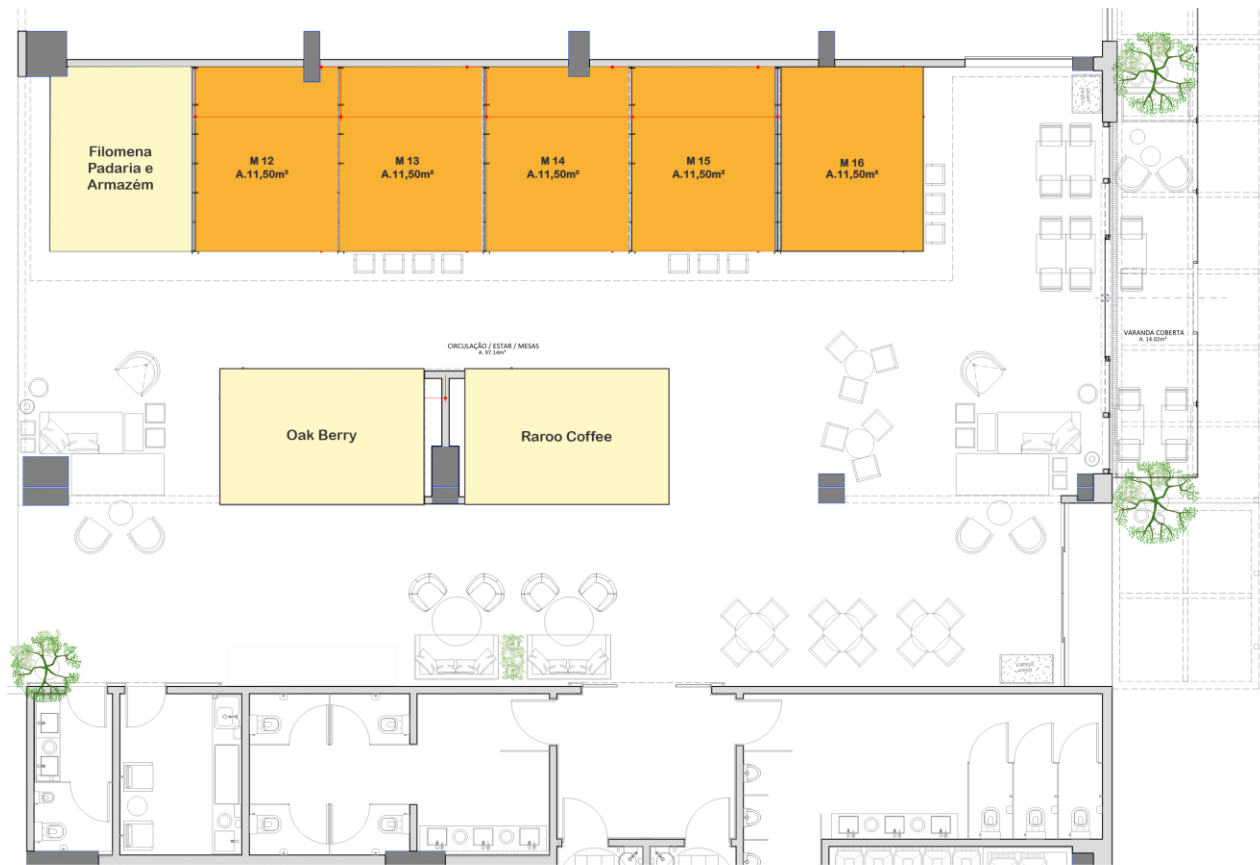 Filomena
Padaria e
Armazém
M 12
A.11,50m²
M 13
A.11,50m²
M 14
A.11,50m²
M 15
A.11,50m²
M 16
A.11,50m²
CIRCULAÇÃO / ESTAR / MESAS
A. 97.14m²
VARANDA COBERTA
A. 14.02m²
Oak Berry
Raroo Coffee